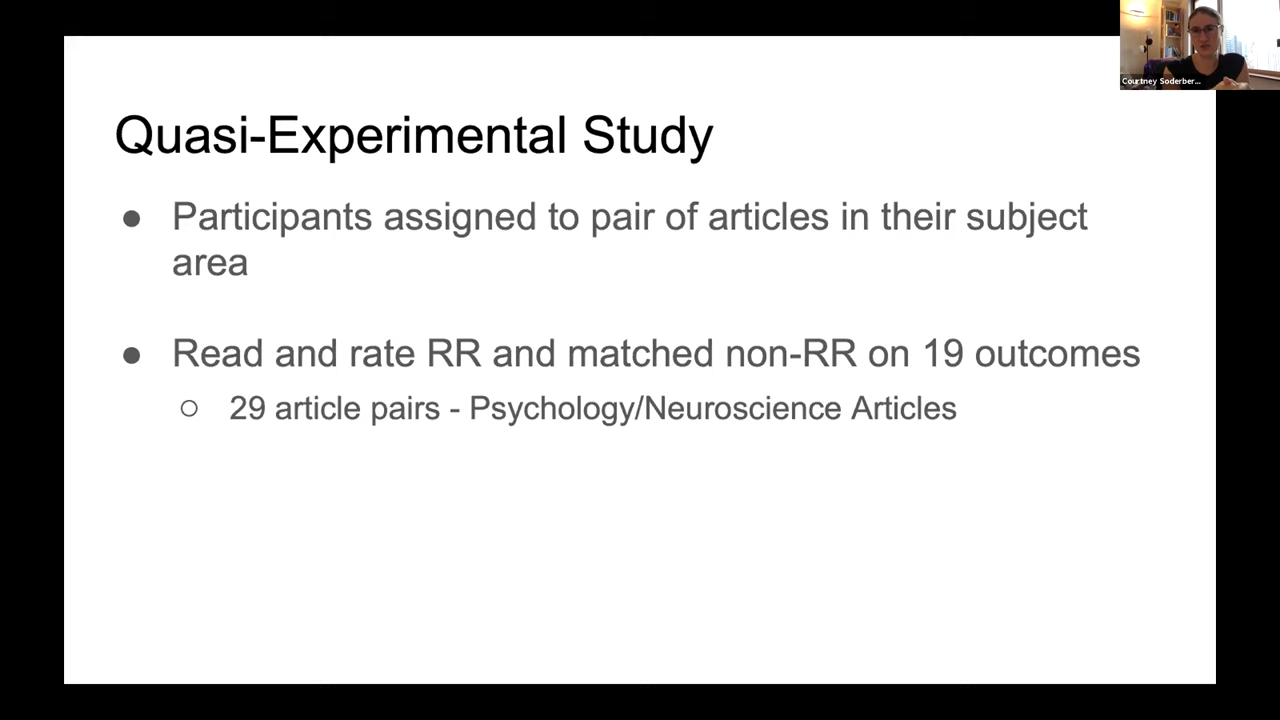 Courtney Soderber...
Quasi-Experimental Study
● Participants assigned to pair of articles in their subject
area
● Read and rate RR and matched non-RR on 19 outcomes
○ 29 article pairs - Psychology/Neuroscience Articles